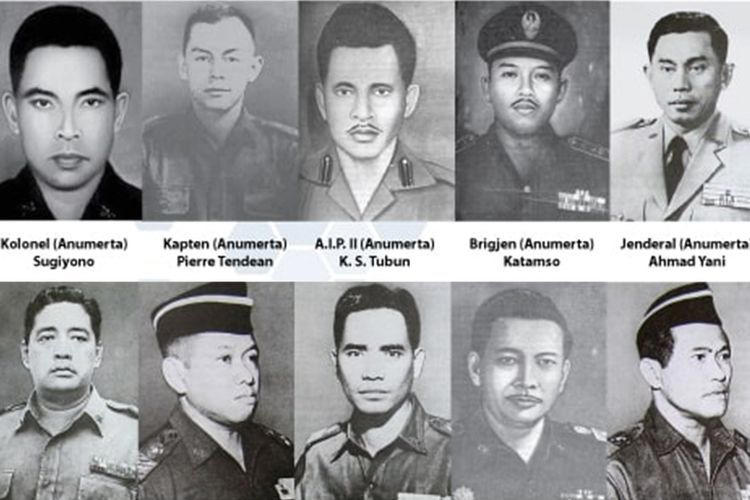 Kolonel (Anumerta)
Sugiyono
Kapten (Anumerta)
Pierre Tendean
A.I.P. II (Anumerta)
K. S. Tubun
Brigjen (Anumerta)
Katamso
Jenderal (Anumerta)
Ahmad Yani